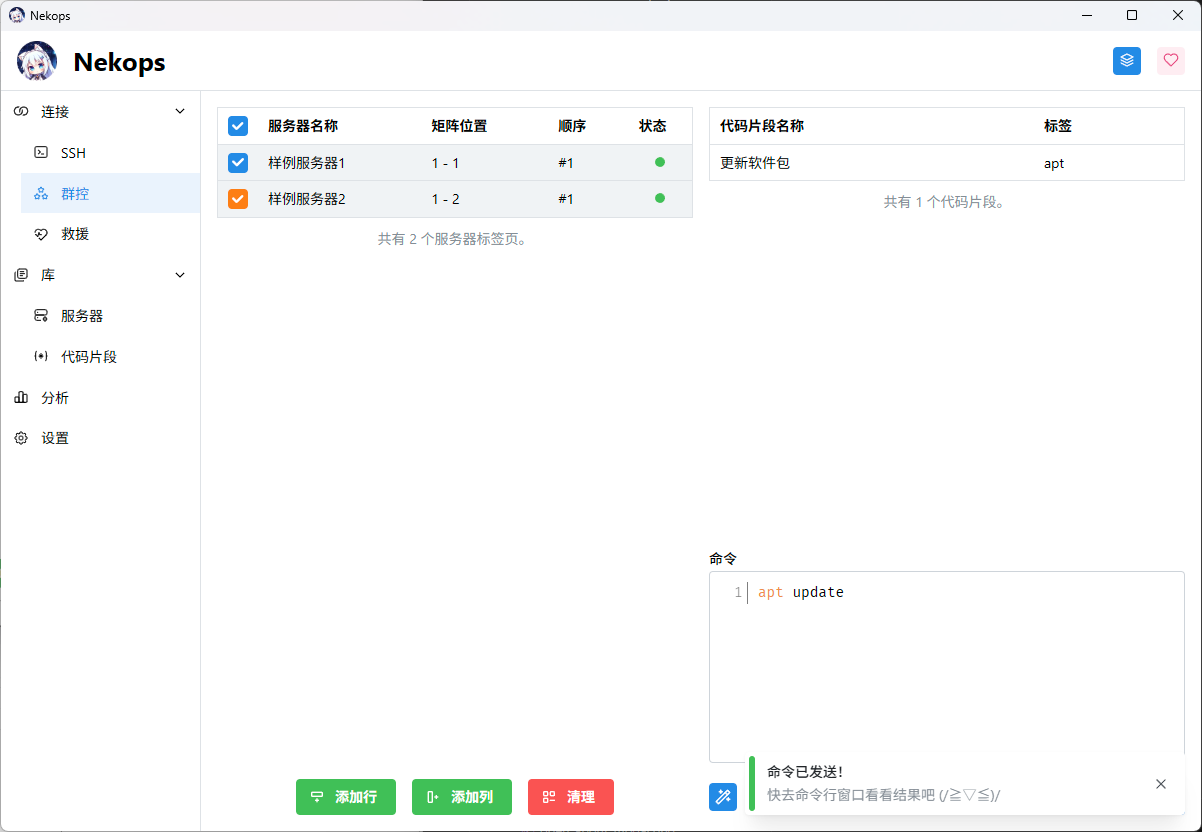 Nekops
Nekops
连接
SSH
群控
救援
库
服务器
代码片段
分析
设置
服务器名称 矩阵位置 顺序 状态
样例服务器1 1 - 1 #1
样例服务器2 1 - 2 #1
共有 2 个服务器标签页。
代码片段名称 标签
更新软件包 apt
共有 1 个代码片段。
命令
1 apt update
添加行 添加列 清理
命令已发送！
快去命令行窗口看看结果吧 (/≧▽≦)/